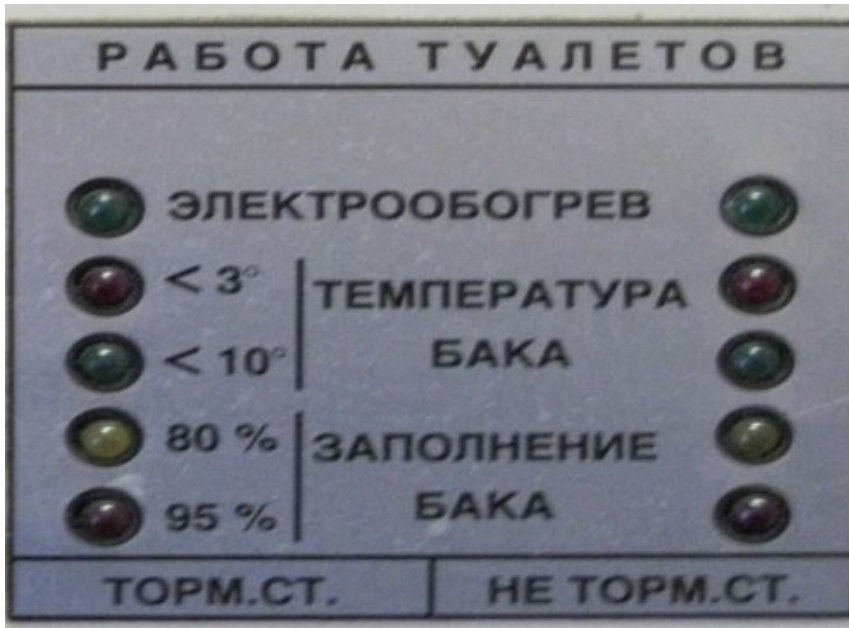 РАБОТА ТУАЛЕТОВ
ЭЛЕКТРООБОГРЕВ
< 3°
< 10°
ТЕМПЕРАТУРА
БАКА
80 %
95 %
ЗАПОЛНЕНИЕ
БАКА
ТОРМ.СТ.
НЕ ТОРМ.СТ.